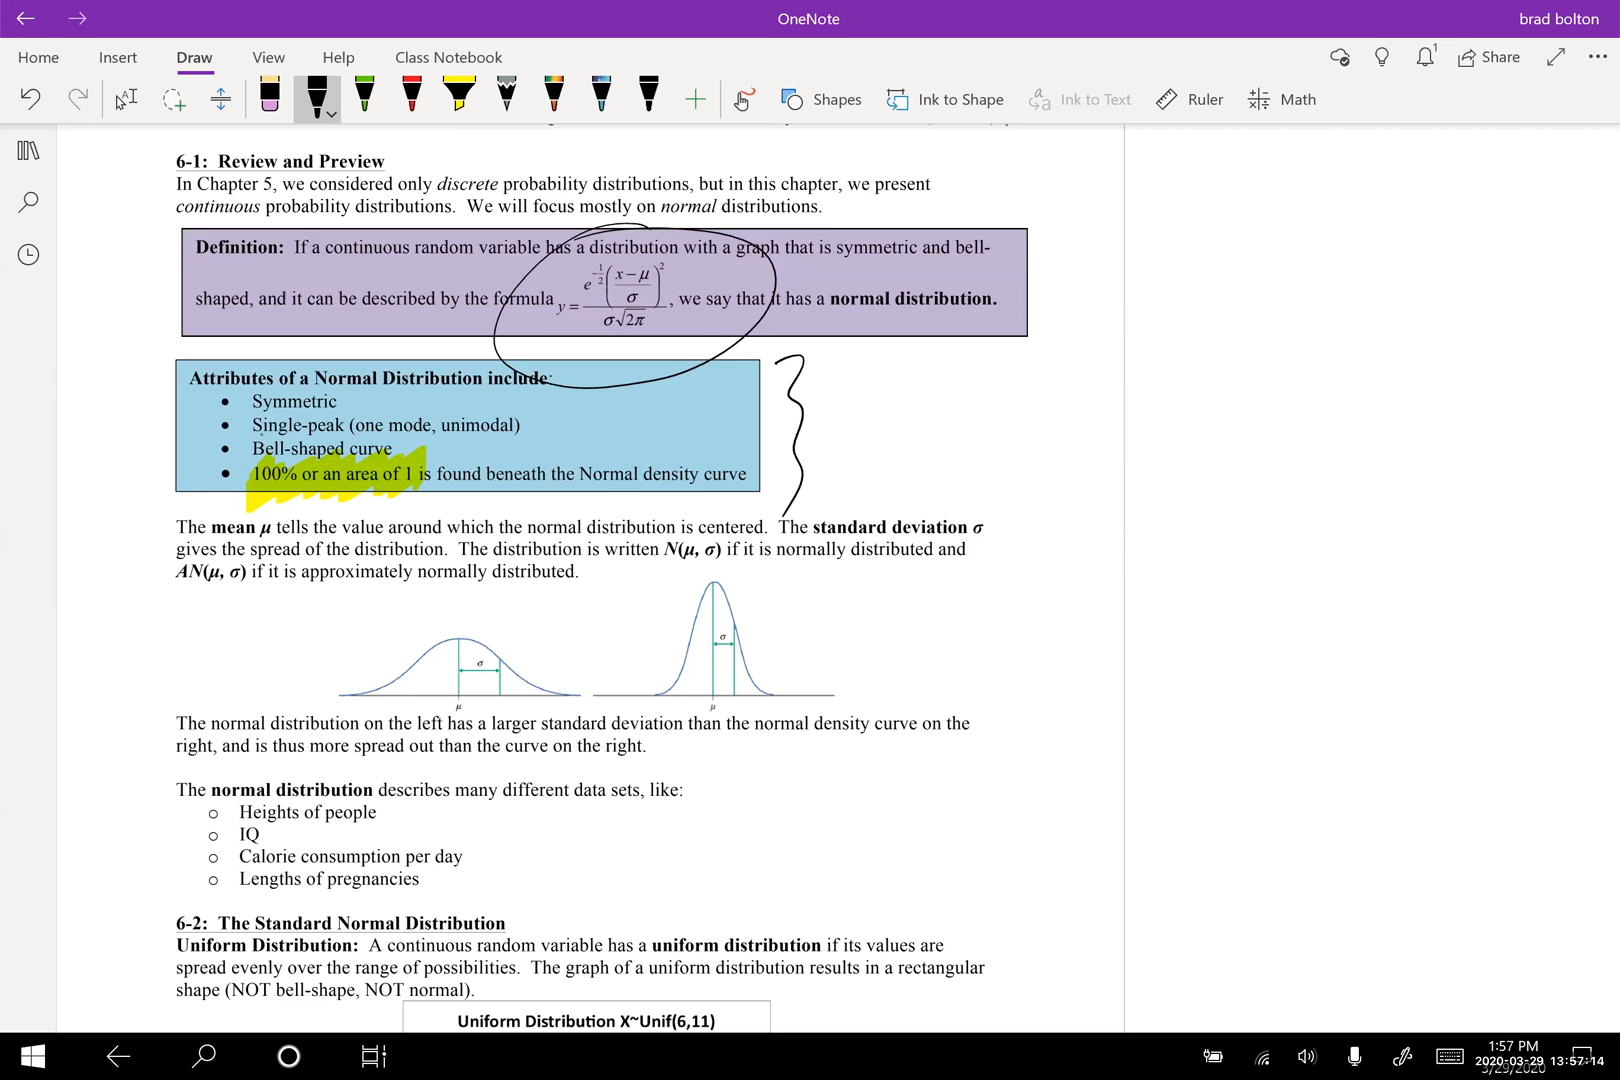 OneNote
brad bolton
Home Insert Draw View Help Class Notebook
1 Share
Shapes Ink to Shape Ink to Text Ruler Math
6-1: Review and Preview
In Chapter 5, we considered only discrete probability distributions, but in this chapter, we present
continuous probability distributions. We will focus mostly on normal distributions.
Definition: If a continuous random variable has a distribution with a graph that is symmetric and bell-
shaped, and it can be described by the formula y = e^{-\frac{1}{2}\left(\frac{x-\mu}{\sigma}\right)^2} / σ√2π, we say that it has a normal distribution.
Attributes of a Normal Distribution include:
• Symmetric
• Single-peak (one mode, unimodal)
• Bell-shaped curve
• 100% or an area of 1 is found beneath the Normal density curve
The mean μ tells the value around which the normal distribution is centered. The standard deviation σ
gives the spread of the distribution. The distribution is written N(μ, σ) if it is normally distributed and
AN(μ, σ) if it is approximately normally distributed.
σ σ
μ μ
The normal distribution on the left has a larger standard deviation than the normal density curve on the
right, and is thus more spread out than the curve on the right.
The normal distribution describes many different data sets, like:
o Heights of people
o IQ
o Calorie consumption per day
o Lengths of pregnancies
6-2: The Standard Normal Distribution
Uniform Distribution: A continuous random variable has a uniform distribution if its values are
spread evenly over the range of possibilities. The graph of a uniform distribution results in a rectangular
shape (NOT bell-shape, NOT normal).
Uniform Distribution X~Unif(6,11)
1:57 PM
2020-03-29 13:57:14
3/29/2020